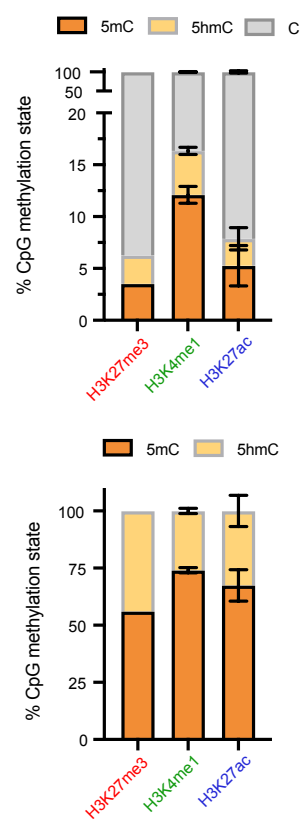 5mC 5hmC C
% CpG methylation state
100
50
20
15
10
5
0
H3K27me3 H3K4me1 H3K27ac
5mC 5hmC
% CpG methylation state
100
75
50
25
0
H3K27me3 H3K4me1 H3K27ac